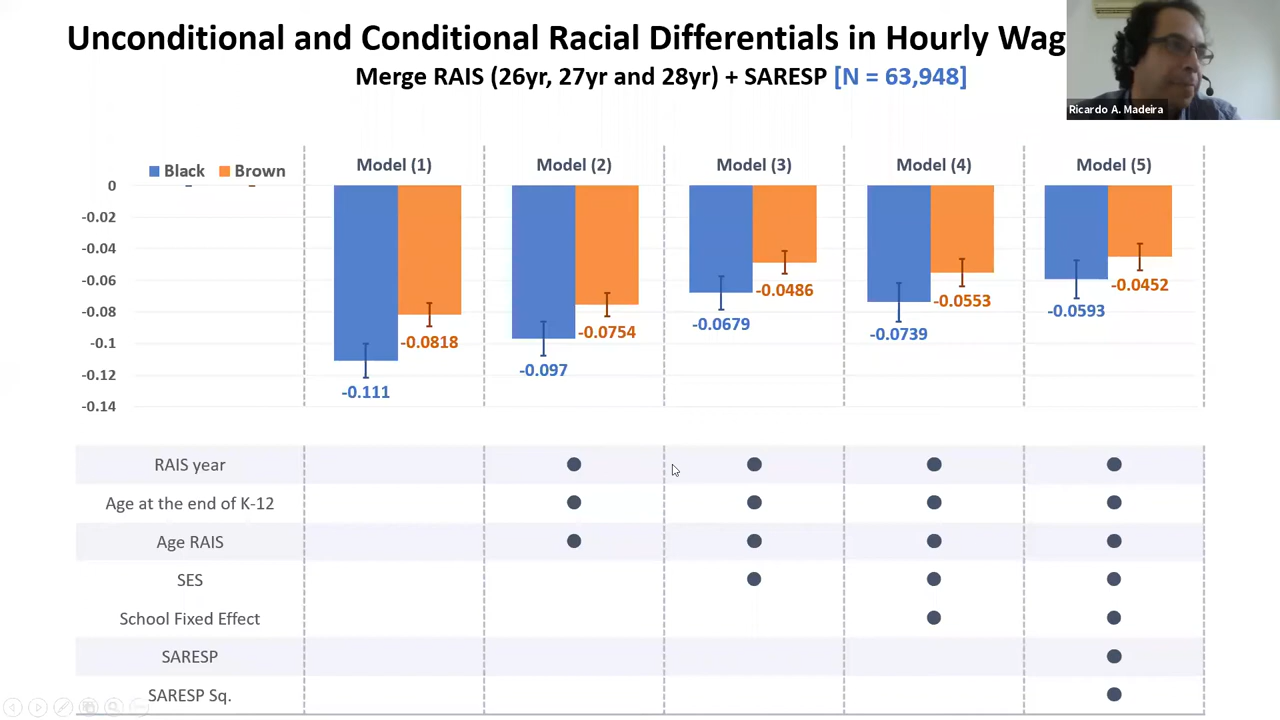 Unconditional and Conditional Racial Differentials in Hourly Wag
Merge RAIS (26yr, 27yr and 28yr) + SARESP [N = 63,948]
Ricardo A. Madeira
Black Brown
Model (1) Model (2) Model (3) Model (4) Model (5)
0
-0.02
-0.04
-0.06
-0.08
-0.1
-0.12
-0.14
-0.111 -0.0818
-0.097 -0.0754
-0.0679 -0.0486
-0.0739 -0.0553
-0.0593 -0.0452
RAIS year
Age at the end of K-12
Age RAIS
SES
School Fixed Effect
SARESP
SARESP Sq.